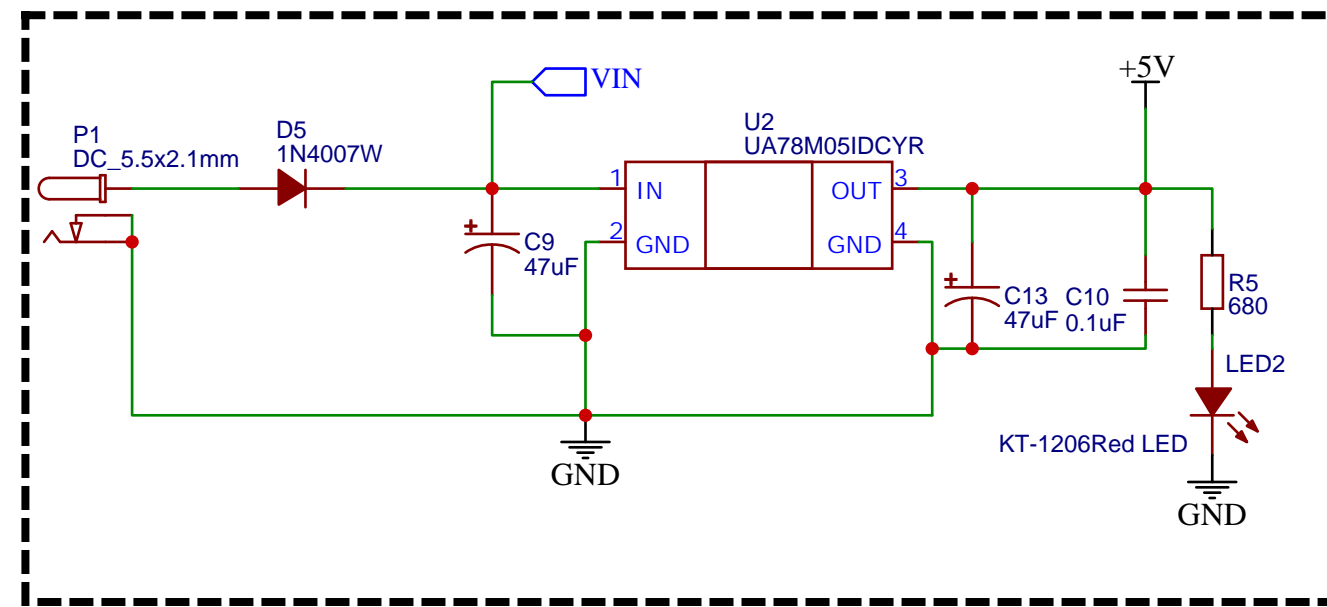 +5V
VIN
P1
DC_5.5x2.1mm
D5
1N4007W
U2
UA78M05IDCYR
1
IN
OUT
3
2
GND
GND
4
+
C9
47uF
+
C13
47uF
C10
0.1uF
R5
680
LED2
KT-1206Red LED
GND
GND